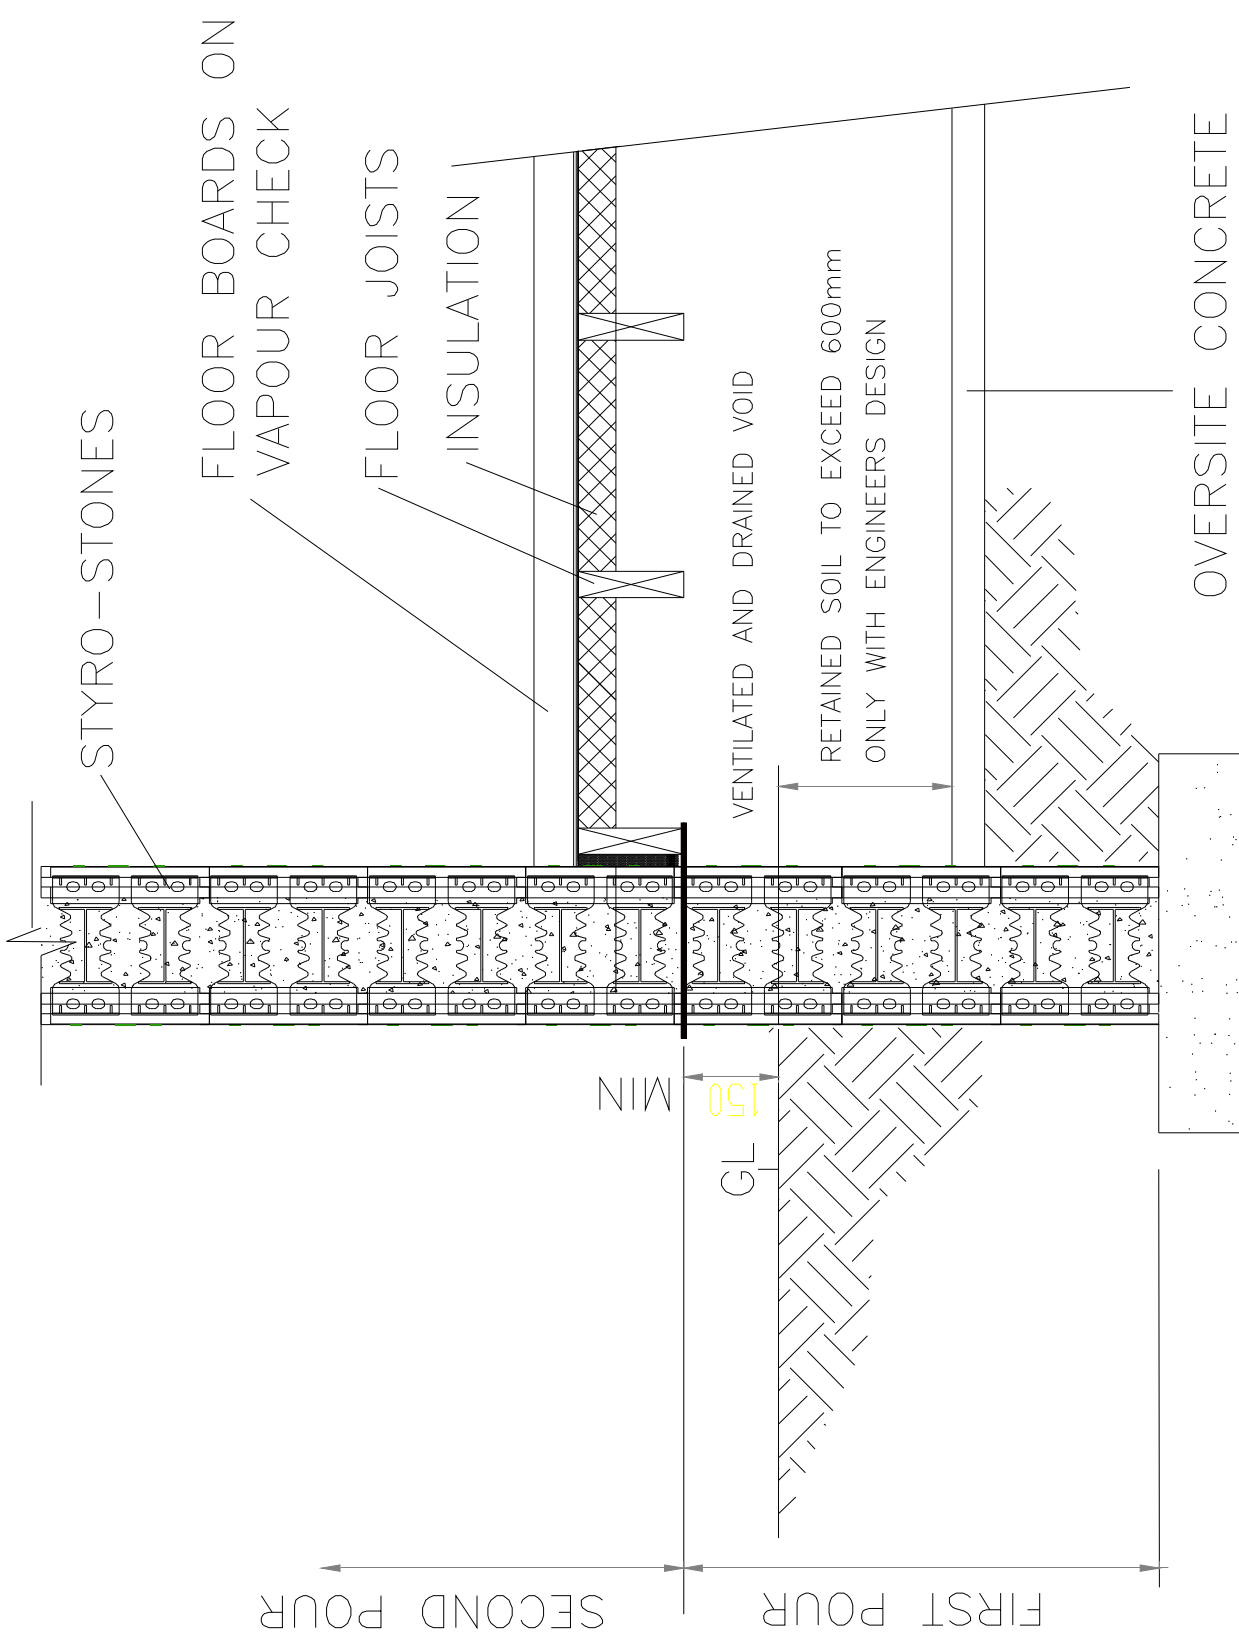 STYRO-STONES
FLOOR BOARDS ON
VAPOUR CHECK
FLOOR JOISTS
INSULATION
VENTILATED AND DRAINED VOID
RETAINED SOIL TO EXCEED 600mm
ONLY WITH ENGINEERS DESIGN
OVERSITE CONCRETE
MIN
150
GL
SECOND POUR
FIRST POUR